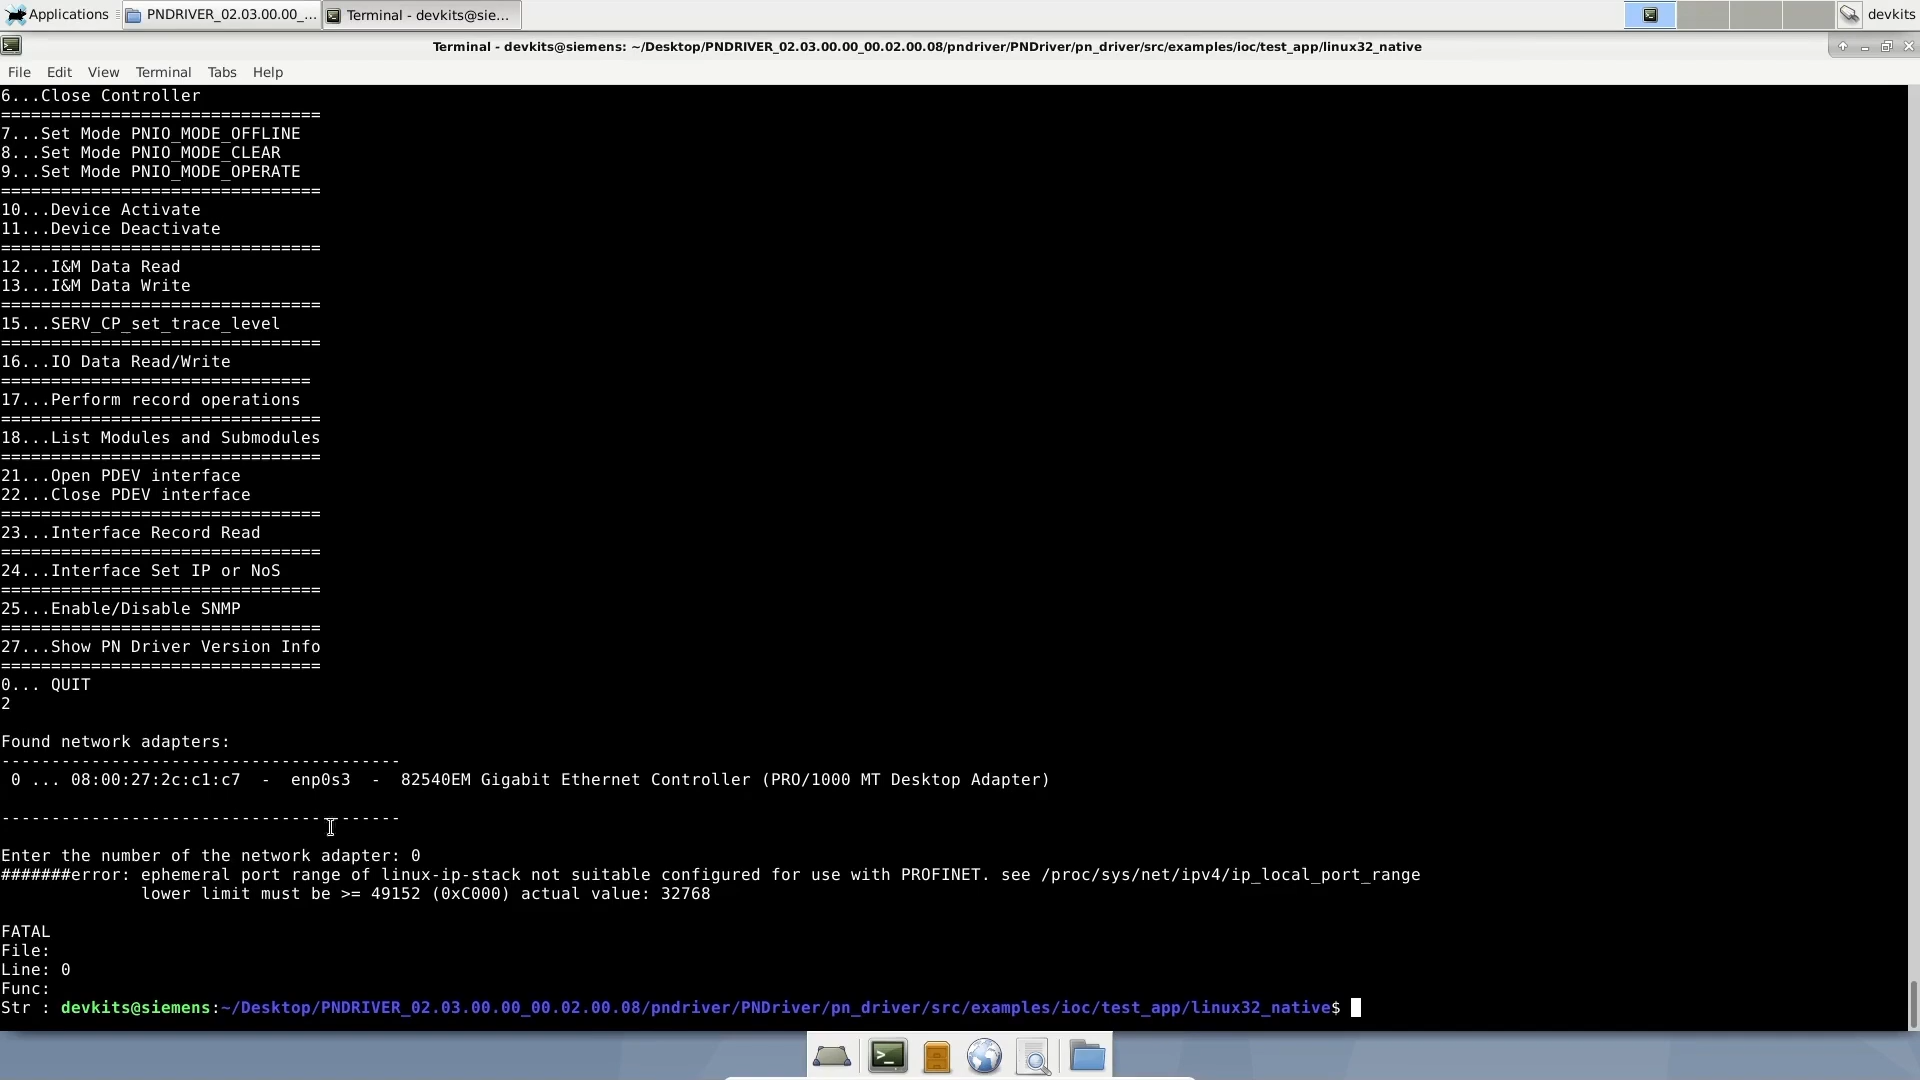 Applications
PNDRIVER_02.03.00.00_...
Terminal - devkits@sie...
devkits
Terminal - devkits@siemens: ~/Desktop/PNDRIVER_02.03.00.00_00.02.00.08/pndriver/PNDriver/pn_driver/src/examples/ioc/test_app/linux32_native
File Edit View Terminal Tabs Help
6...Close Controller
================================
7...Set Mode PNIO_MODE_OFFLINE
8...Set Mode PNIO_MODE_CLEAR
9...Set Mode PNIO_MODE_OPERATE
================================
10...Device Activate
11...Device Deactivate
================================
12...I&M Data Read
13...I&M Data Write
================================
15...SERV_CP_set_trace_level
================================
16...IO Data Read/Write
===============================
17...Perform record operations
================================
18...List Modules and Submodules
================================
21...Open PDEV interface
22...Close PDEV interface
================================
23...Interface Record Read
================================
24...Interface Set IP or NoS
================================
25...Enable/Disable SNMP
================================
27...Show PN Driver Version Info
================================
0... QUIT
2
Found network adapters:
----------------------------------------
0 ... 08:00:27:2c:c1:c7  -  enp0s3  -  82540EM Gigabit Ethernet Controller (PRO/1000 MT Desktop Adapter)
----------------------------------------
Enter the number of the network adapter: 0
#######error: ephemeral port range of linux-ip-stack not suitable configured for use with PROFINET. see /proc/sys/net/ipv4/ip_local_port_range
lower limit must be >= 49152 (0xC000) actual value: 32768
FATAL
File:
Line: 0
Func:
Str : devkits@siemens:~/Desktop/PNDRIVER_02.03.00.00_00.02.00.08/pndriver/PNDriver/pn_driver/src/examples/ioc/test_app/linux32_native$